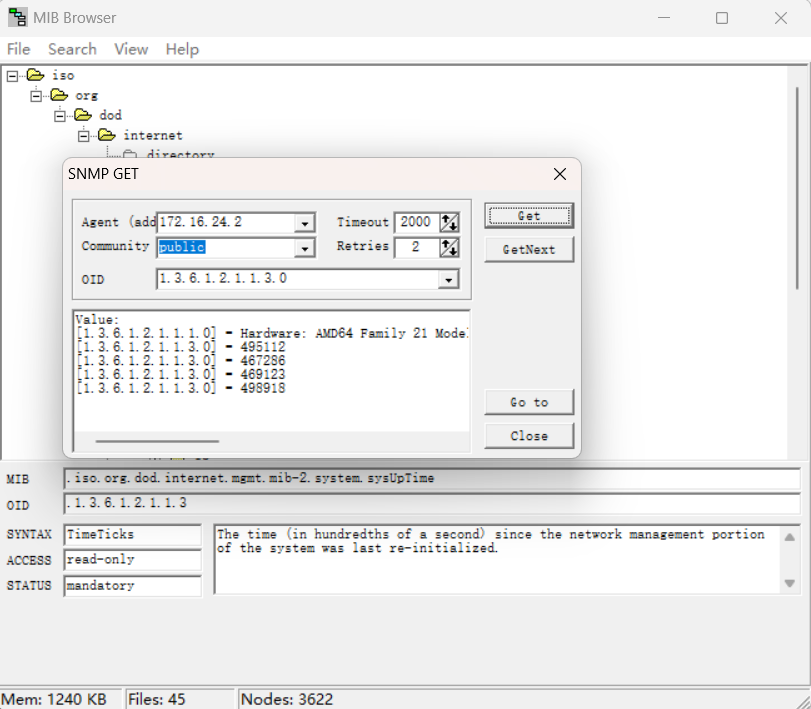 MIB Browser
File Search View Help
iso
org
dod
internet
directory
SNMP GET
Agent (add 172.16.24.2 Timeout 2000 Get
Community public Retries 2 GetNext
OID 1.3.6.1.2.1.1.3.0
Value:
[1.3.6.1.2.1.1.1.0] = Hardware: AMD64 Family 21 Mode
[1.3.6.1.2.1.1.3.0] = 495112
[1.3.6.1.2.1.1.3.0] = 467286
[1.3.6.1.2.1.1.3.0] = 469123
[1.3.6.1.2.1.1.3.0] = 498918
Go to
Close
MIB .iso.org.dod.internet.mgmt.mib-2.system.sysUpTime
OID .1.3.6.1.2.1.1.3
SYNTAX TimeTicks
ACCESS read-only
STATUS mandatory
The time (in hundredths of a second) since the network management portion
of the system was last re-initialized.
Mem: 1240 KB Files: 45 Nodes: 3622